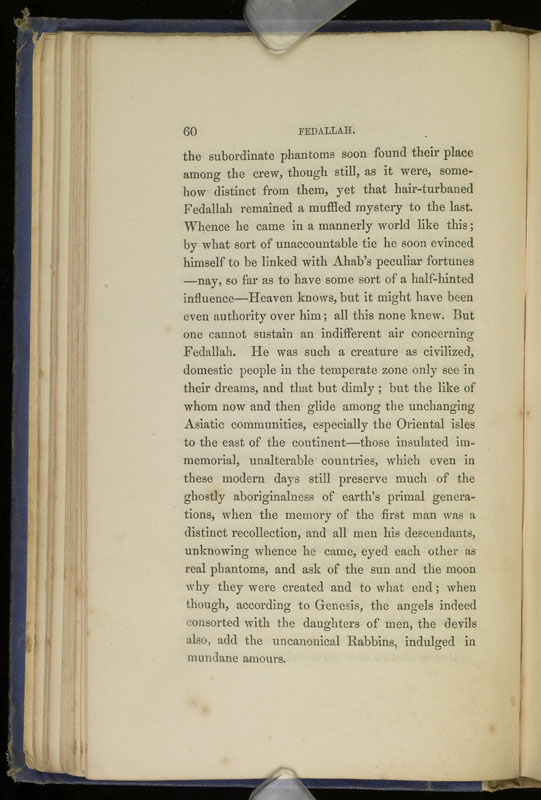 60 FEDALLAH.
the subordinate phantoms soon found their place
among the crew, though still, as it were, some-
how distinct from them, yet that hair-turbaned
Fedallah remained a muffled mystery to the last.
Whence he came in a mannerly world like this;
by what sort of unaccountable tie he soon evinced
himself to be linked with Ahab's peculiar fortunes
—nay, so far as to have some sort of a half-hinted
influence—Heaven knows, but it might have been
even authority over him; all this none knew. But
one cannot sustain an indifferent air concerning
Fedallah. He was such a creature as civilized,
domestic people in the temperate zone only see in
their dreams, and that but dimly; but the like of
whom now and then glide among the unchanging
Asiatic communities, especially the Oriental isles
to the east of the continent—those insulated im-
memorial, unalterable countries, which even in
these modern days still preserve much of the
ghostly aboriginalness of earth's primal genera-
tions, when the memory of the first man was a
distinct recollection, and all men his descendants,
unknowing whence he came, eyed each other as
real phantoms, and ask of the sun and the moon
why they were created and to what end; when
though, according to Genesis, the angels indeed
consorted with the daughters of men, the devils
also, add the uncanonical Rabbins, indulged in
mundane amours.